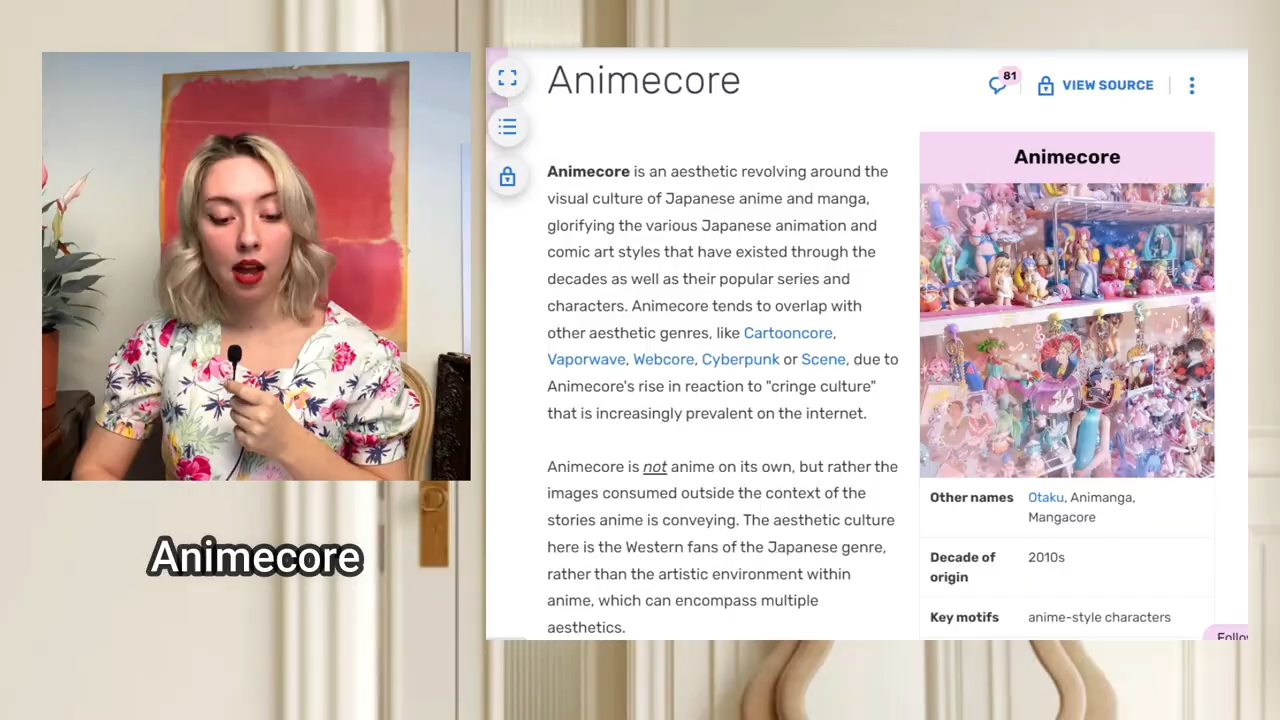 Animecore
81
VIEW SOURCE
Animecore is an aesthetic revolving around the
visual culture of Japanese anime and manga,
glorifying the various Japanese animation and
comic art styles that have existed through the
decades as well as their popular series and
characters. Animecore tends to overlap with
other aesthetic genres, like Cartooncore,
Vaporwave, Webcore, Cyberpunk or Scene, due to
Animecore's rise in reaction to "cringe culture"
that is increasingly prevalent on the internet.
Animecore is not anime on its own, but rather the
images consumed outside the context of the
stories anime is conveying. The aesthetic culture
here is the Western fans of the Japanese genre,
rather than the artistic environment within
anime, which can encompass multiple
aesthetics.
Animecore
Other names Otaku, Animanga,
Mangacore
Decade of 2010s
origin
Key motifs anime-style characters
Follo
Animecore